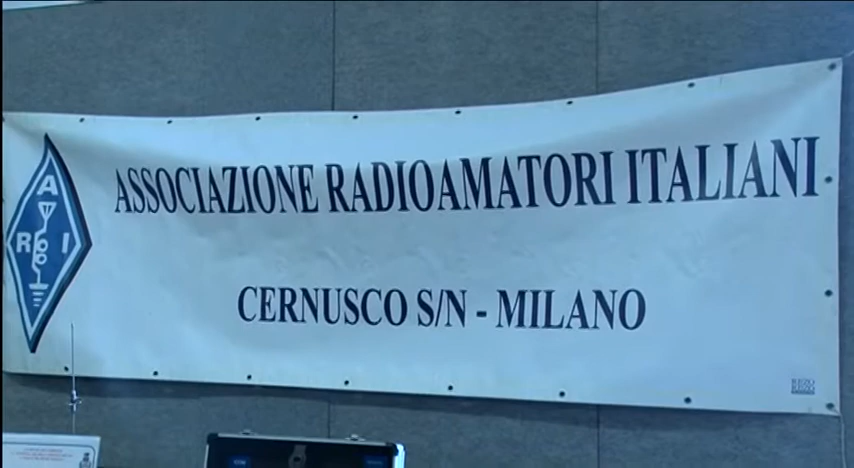 ASSOCIAZIONE RADIOAMATORI ITALIANI
A
R I
CERNUSCO S/N - MILANO